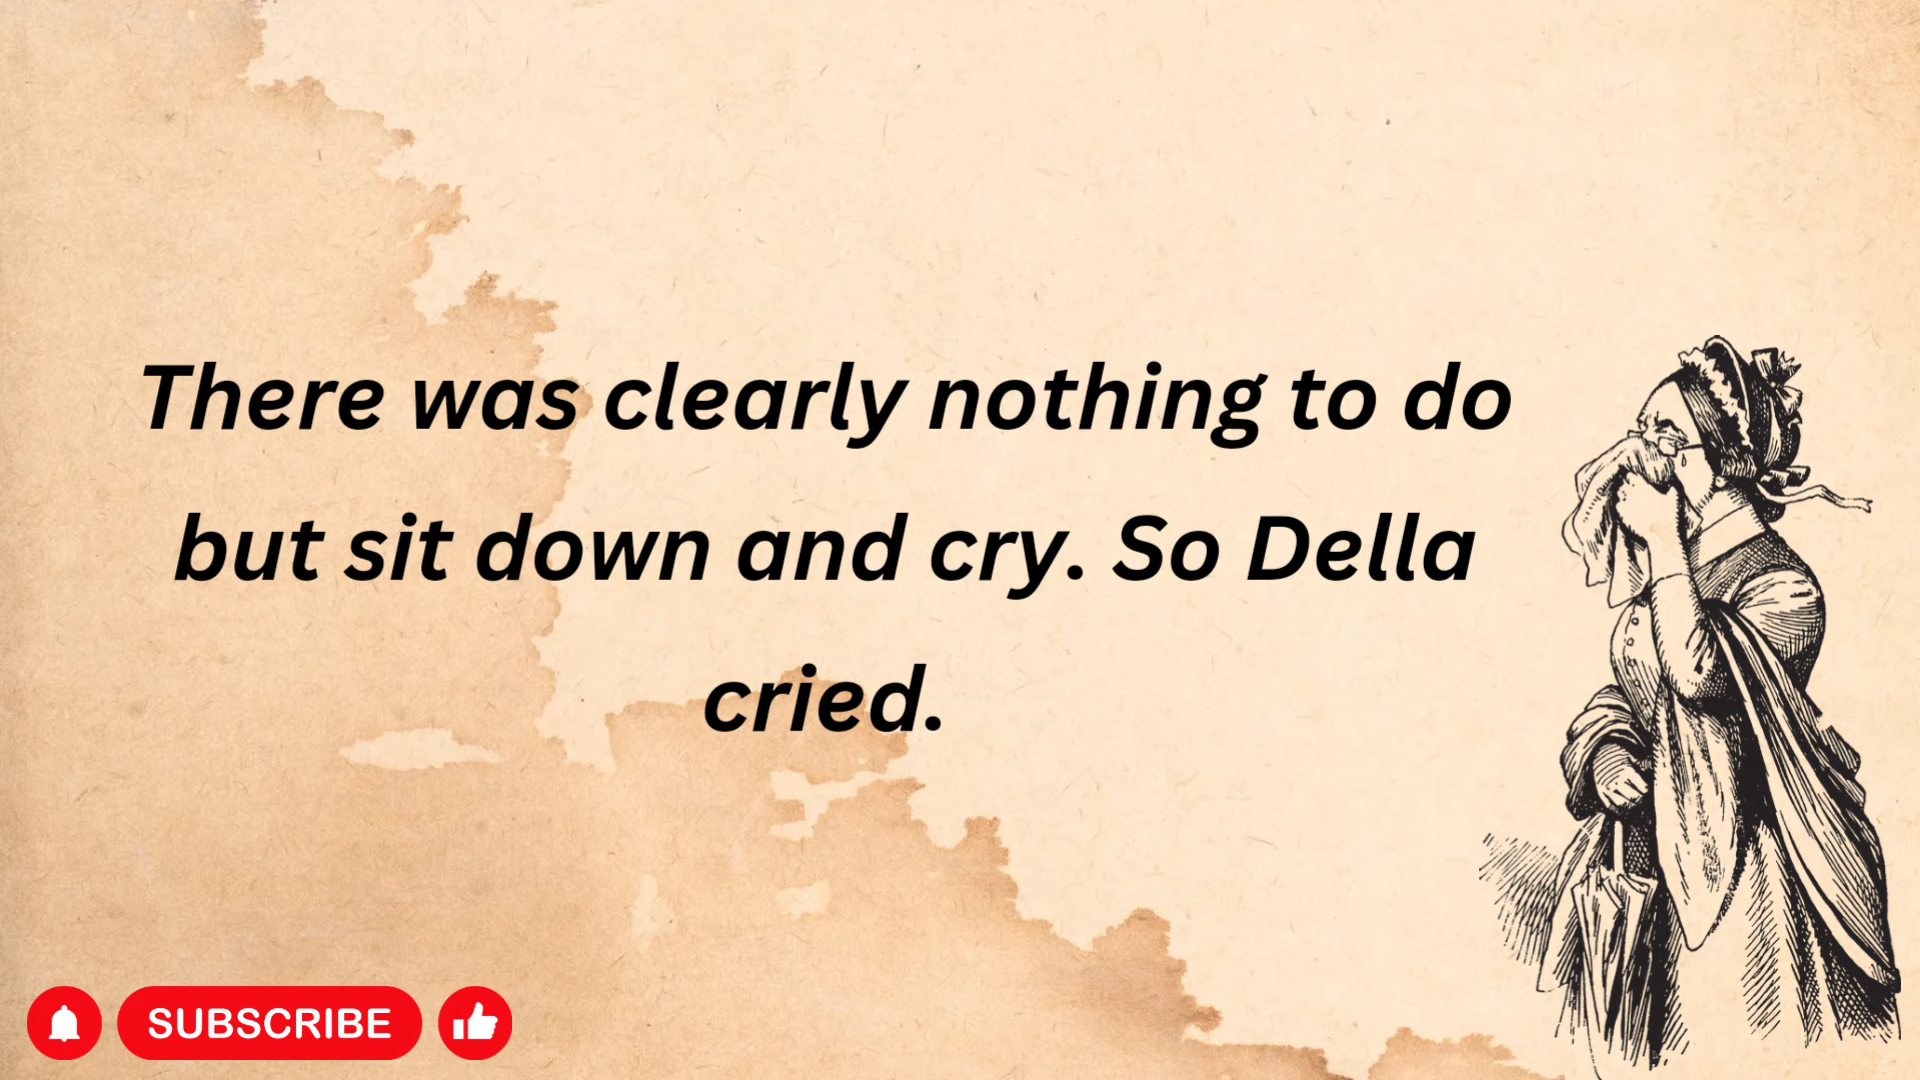 There was clearly nothing to do
but sit down and cry. So Della
cried.
SUBSCRIBE